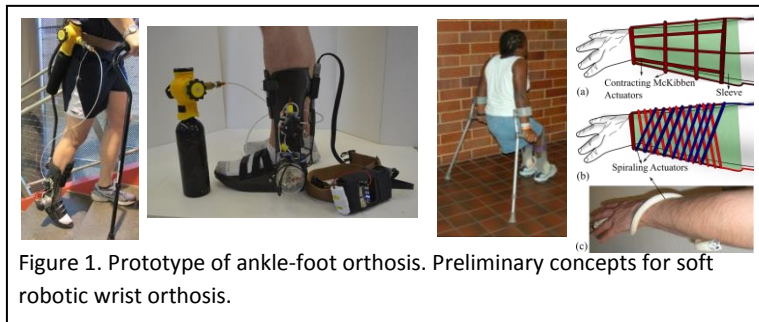 Contracting McKibben
Actuators
Sleeve
(a)
Spiraling Actuators
(b)
(c)
Figure 1. Prototype of ankle-foot orthosis. Preliminary concepts for soft
robotic wrist orthosis.